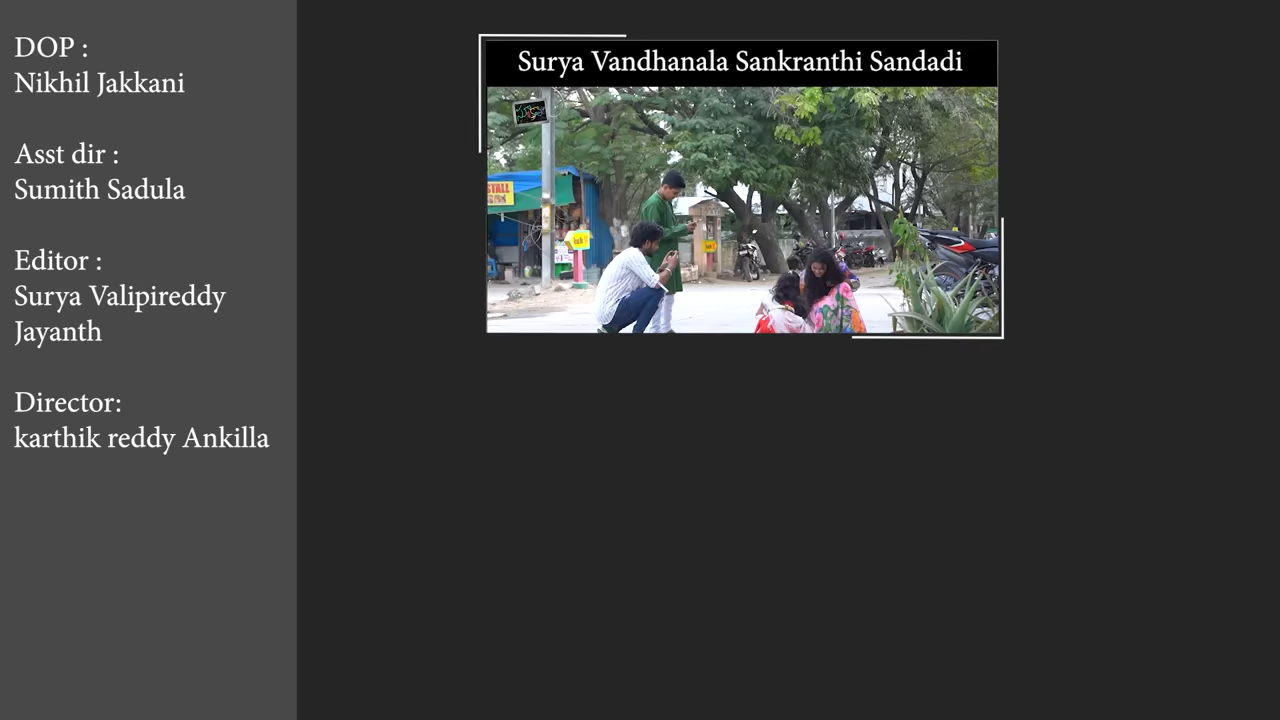 DOP :
Nikhil Jakkani
Asst dir :
Sumith Sadula
Editor :
Surya Valipireddy
Jayanth
Director:
karthik reddy Ankilla
Surya Vandhanala Sankranthi Sandadi
STALL